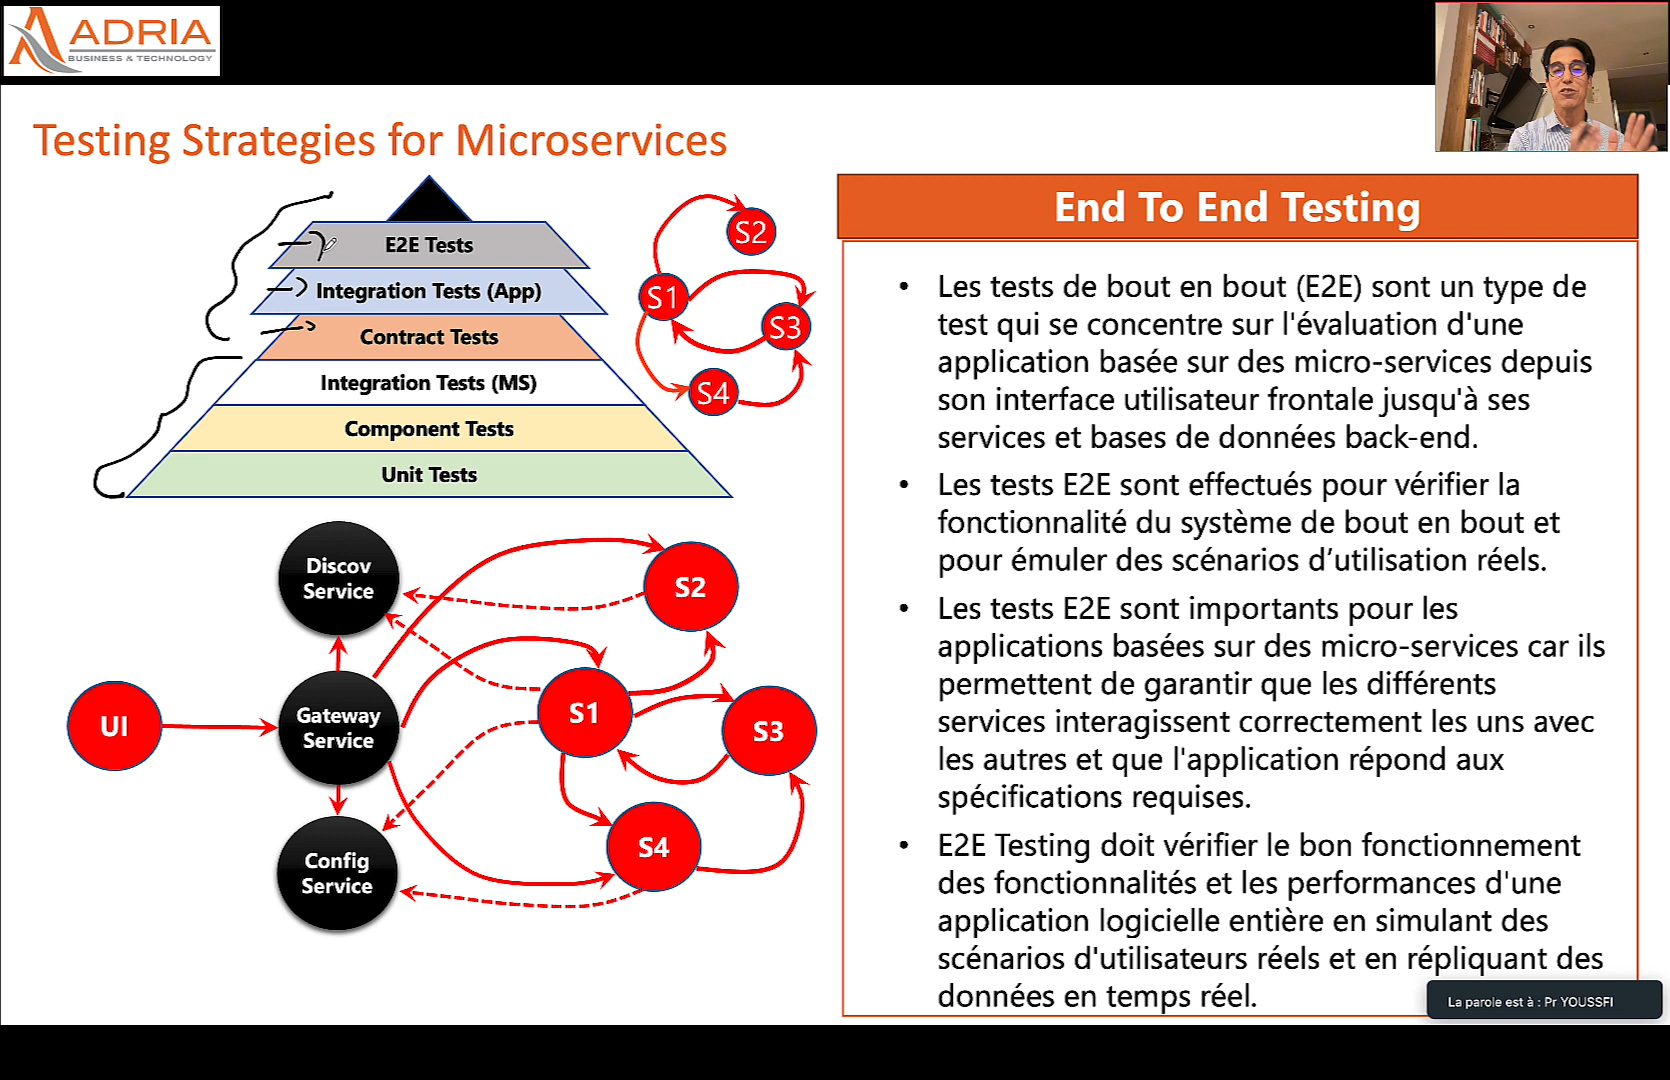 ADRIA
BUSINESS & TECHNOLOGY
Testing Strategies for Microservices
E2E Tests
Integration Tests (App)
Contract Tests
Integration Tests (MS)
Component Tests
Unit Tests
S2
S1
S3
S4
Discov
Service
S2
UI
Gateway
Service
S1
S3
Config
Service
S4
End To End Testing
• Les tests de bout en bout (E2E) sont un type de
test qui se concentre sur l'évaluation d'une
application basée sur des micro-services depuis
son interface utilisateur frontale jusqu'à ses
services et bases de données back-end.
• Les tests E2E sont effectués pour vérifier la
fonctionnalité du système de bout en bout et
pour émuler des scénarios d’utilisation réels.
• Les tests E2E sont importants pour les
applications basées sur des micro-services car ils
permettent de garantir que les différents
services interagissent correctement les uns avec
les autres et que l'application répond aux
spécifications requises.
• E2E Testing doit vérifier le bon fonctionnement
des fonctionnalités et les performances d'une
application logicielle entière en simulant des
scénarios d'utilisateurs réels et en répliquant des
données en temps réel.
La parole est à : Pr YOUSSFI